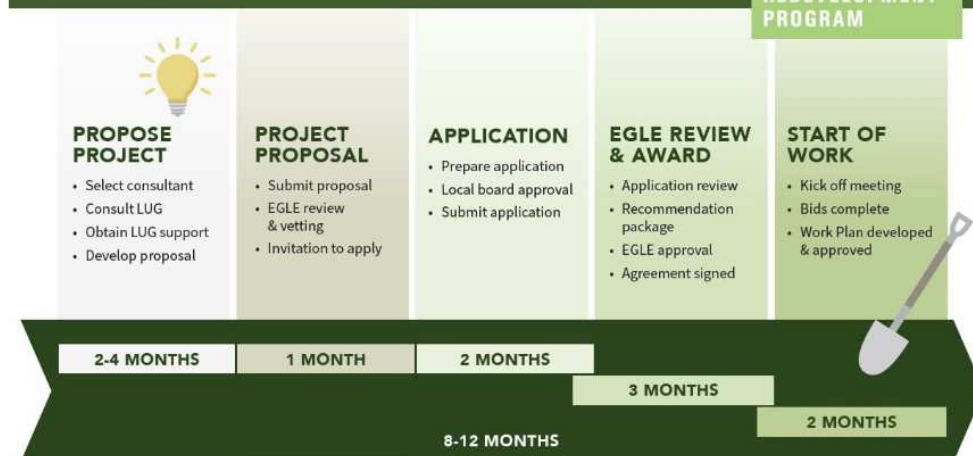 PROGRAM
PROPOSE
PROJECT
• Select consultant
• Consult LUG
• Obtain LUG support
• Develop proposal
PROJECT
PROPOSAL
• Submit proposal
• EGLE review
& vetting
• Invitation to apply
APPLICATION
• Prepare application
• Local board approval
• Submit application
EGLE REVIEW
& AWARD
• Application review
• Recommendation
package
• EGLE approval
• Agreement signed
START OF
WORK
• Kick off meeting
• Bids complete
• Work Plan developed
& approved
2-4 MONTHS
1 MONTH
2 MONTHS
3 MONTHS
2 MONTHS
8-12 MONTHS